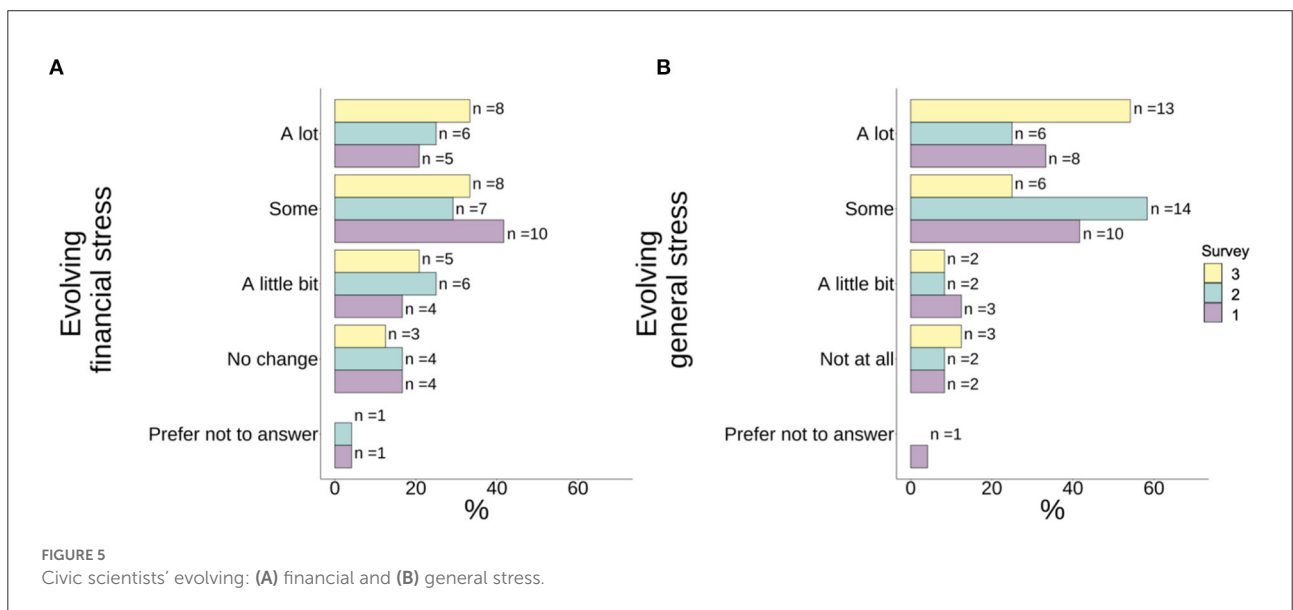 A
Evolving
financial stress
A lot
n =8
n =6
n =5
Some
n =8
n =7
n =10
A little bit
n =5
n =6
n =4
No change
n =3
n =4
n =4
Prefer not to answer
n =1
n =1
0 20 40 60
%
B
Evolving
general stress
A lot
n =13
n =6
n =8
Some
n =6
n =14
n =10
A little bit
n =2
n =2
n =3
Not at all
n =3
n =2
n =2
Prefer not to answer
n =1
0 20 40 60
%
Survey
3
2
1
FIGURE 5
Civic scientists’ evolving: (A) financial and (B) general stress.